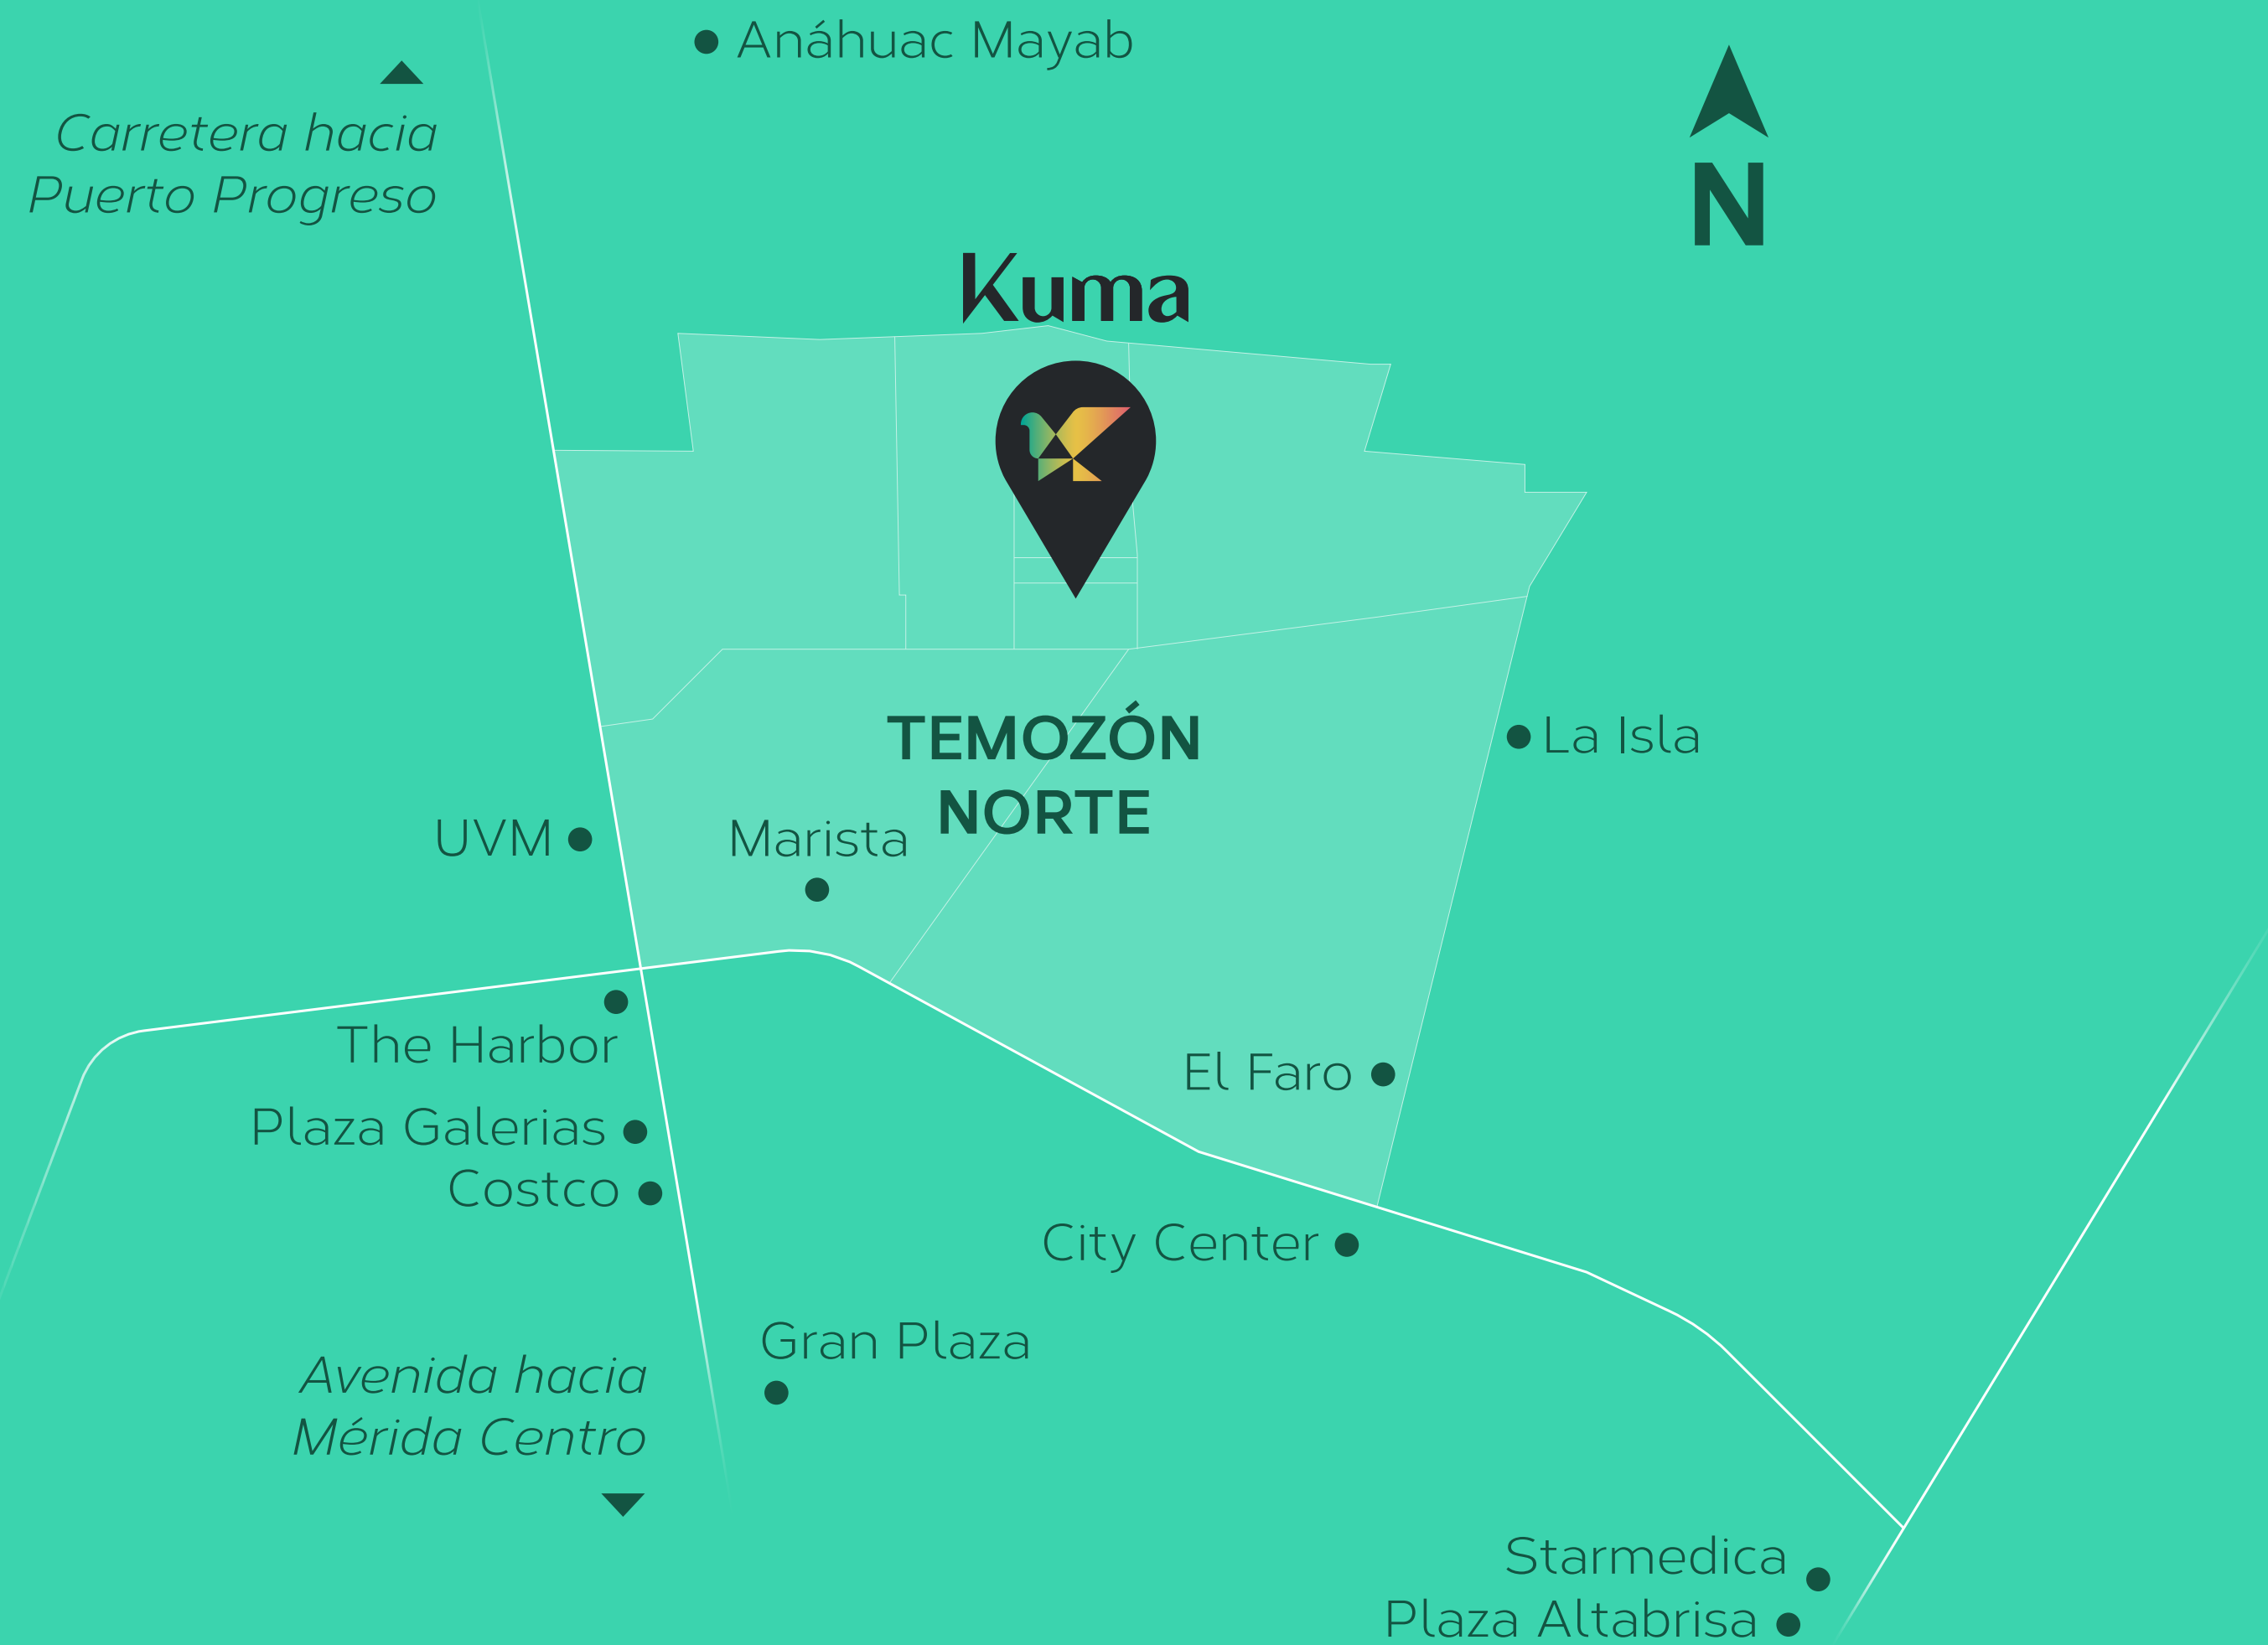 Anáhuac Mayab
Carretera hacia
Puerto Progreso
N
Kuma
TEMOZÓN
NORTE
La Isla
UVM
Marista
The Harbor
El Faro
Plaza Galerias
Costco
City Center
Gran Plaza
Avenida hacia
Mérida Centro
Starmedica
Plaza Altabrisa